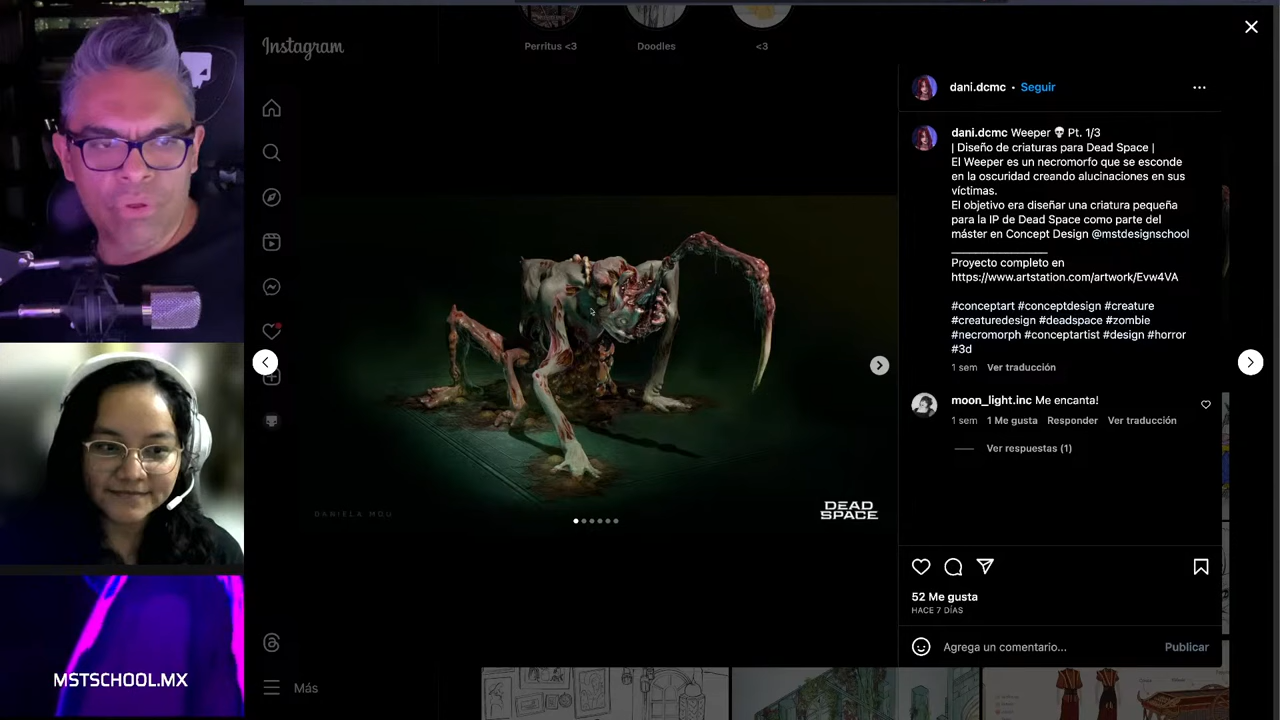 Instagram
Perritus <3
Doodles
<3
dani.dcmc • Seguir
dani.dcmc Weeper 💀 Pt. 1/3
| Diseño de criaturas para Dead Space |
El Weeper es un necromorfo que se esconde
en la oscuridad creando alucinaciones en sus
víctimas.
El objetivo era diseñar una criatura pequeña
para la IP de Dead Space como parte del
máster en Concept Design @mstdesignschool
Proyecto completo en
https://www.artstation.com/artwork/Evw4VA
#conceptart #conceptdesign #creature
#creaturedesign #deadspace #zombie
#necromorph #conceptartist #design #horror
#3d
1 sem Ver traducción
moon_light.inc Me encanta!
1 sem 1 Me gusta Responder Ver traducción
Ver respuestas (1)
DANIELA MOU
DEAD
SPACE
52 Me gusta
HACE 7 DÍAS
Agrega un comentario... Publicar
Más
MSTSCHOOL.MX